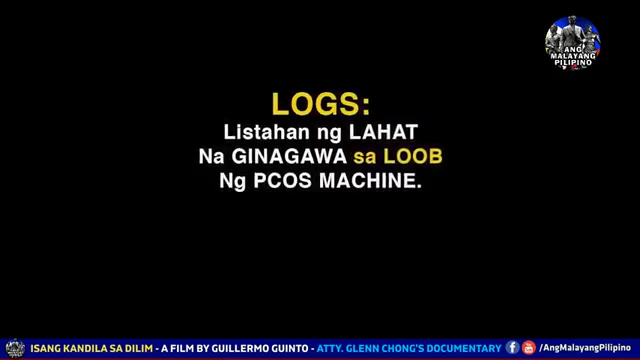 ANG
MALAYANG
PILIPINO
LOGS:
Listahan ng LAHAT
Na GINAGAWA sa LOOB
Ng PCOS MACHINE.
ISANG KANDILA SA DILIM - A FILM BY GUILLERMO GUINTO - ATTY. GLENN CHONG'S DOCUMENTARY /AngMalayangPilipino